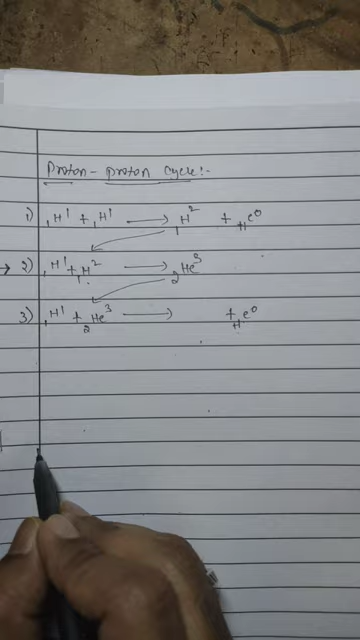 Proton - Proton Cycle:-
1) ₁H¹ + ₁H¹ → ₁H² + ₊₁e⁰
→ 2) ₁H¹ + ₁H² → ₂He³
3) ₁H¹ + ₂He³ → + ₊₁e⁰